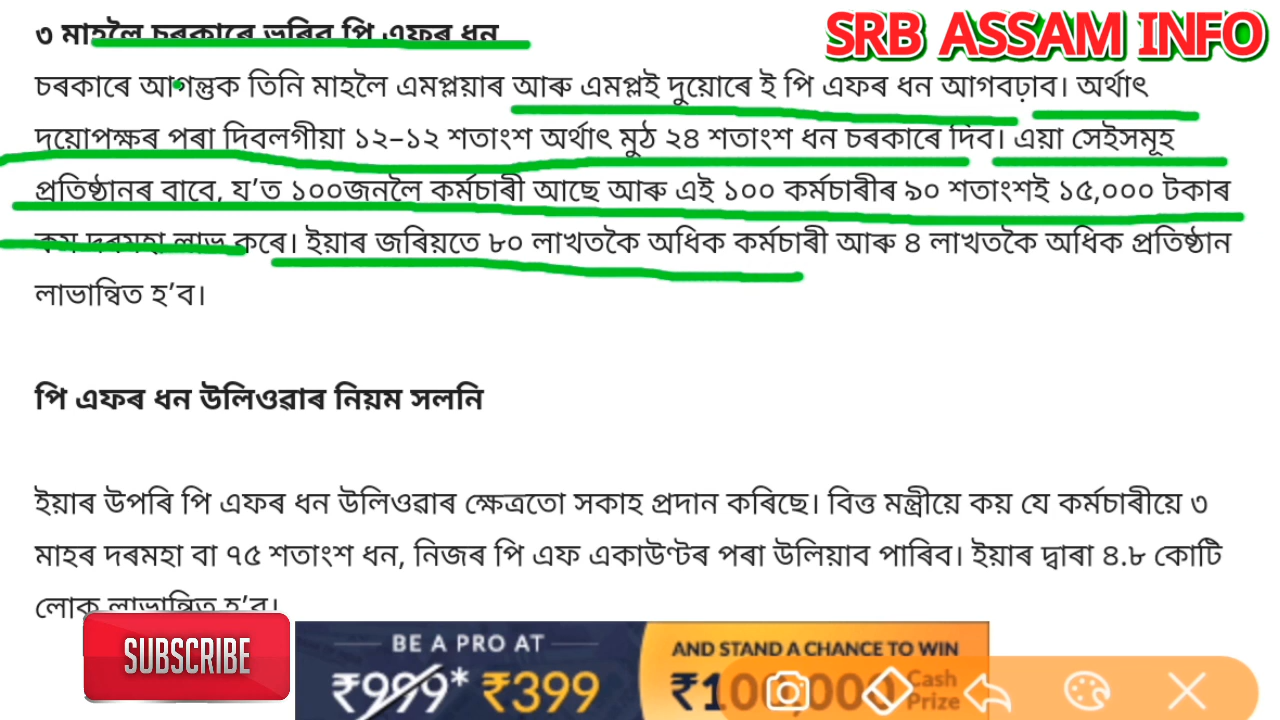 ৩ মাহলৈ চৰকাৰে ভৰিব পি এফৰ ধন
SRB ASSAM INFO
চৰকাৰে আগন্তুক তিনি মাহলৈ এমপ্লয়াৰ আৰু এমপ্লই দুয়োৰে ই পি এফৰ ধন আগবঢ়াব। অৰ্থাৎ
দুয়োপক্ষৰ পৰা দিবলগীয়া ১২–১২ শতাংশ অৰ্থাৎ মুঠ ২৪ শতাংশ ধন চৰকাৰে দিব। এয়া সেইসমূহ
প্ৰতিষ্ঠানৰ বাবে, য’ত ১০০জনলৈ কৰ্মচাৰী আছে আৰু এই ১০০ কৰ্মচাৰীৰ ৯০ শতাংশই ১৫,০০০ টকাৰ
কম দৰমহা লাভ কৰে। ইয়াৰ জৰিয়তে ৮০ লাখতকৈ অধিক কৰ্মচাৰী আৰু ৪ লাখতকৈ অধিক প্ৰতিষ্ঠান
লাভান্বিত হ’ব।
পি এফৰ ধন উলিওৱাৰ নিয়ম সলনি
ইয়াৰ উপৰি পি এফৰ ধন উলিওৱাৰ ক্ষেত্ৰতো সকাহ প্ৰদান কৰিছে। বিত্ত মন্ত্ৰীয়ে কয় যে কৰ্মচাৰীয়ে ৩
মাহৰ দৰমহা বা ৭৫ শতাংশ ধন, নিজৰ পি এফ একাউণ্টৰ পৰা উলিয়াব পাৰিব। ইয়াৰ দ্বাৰা ৪.৮ কোটি
লোক লাভান্বিত হ’ব।
SUBSCRIBE
BE A PRO AT
₹999* ₹399
AND STAND A CHANCE TO WIN
₹100,000 Cash Prize